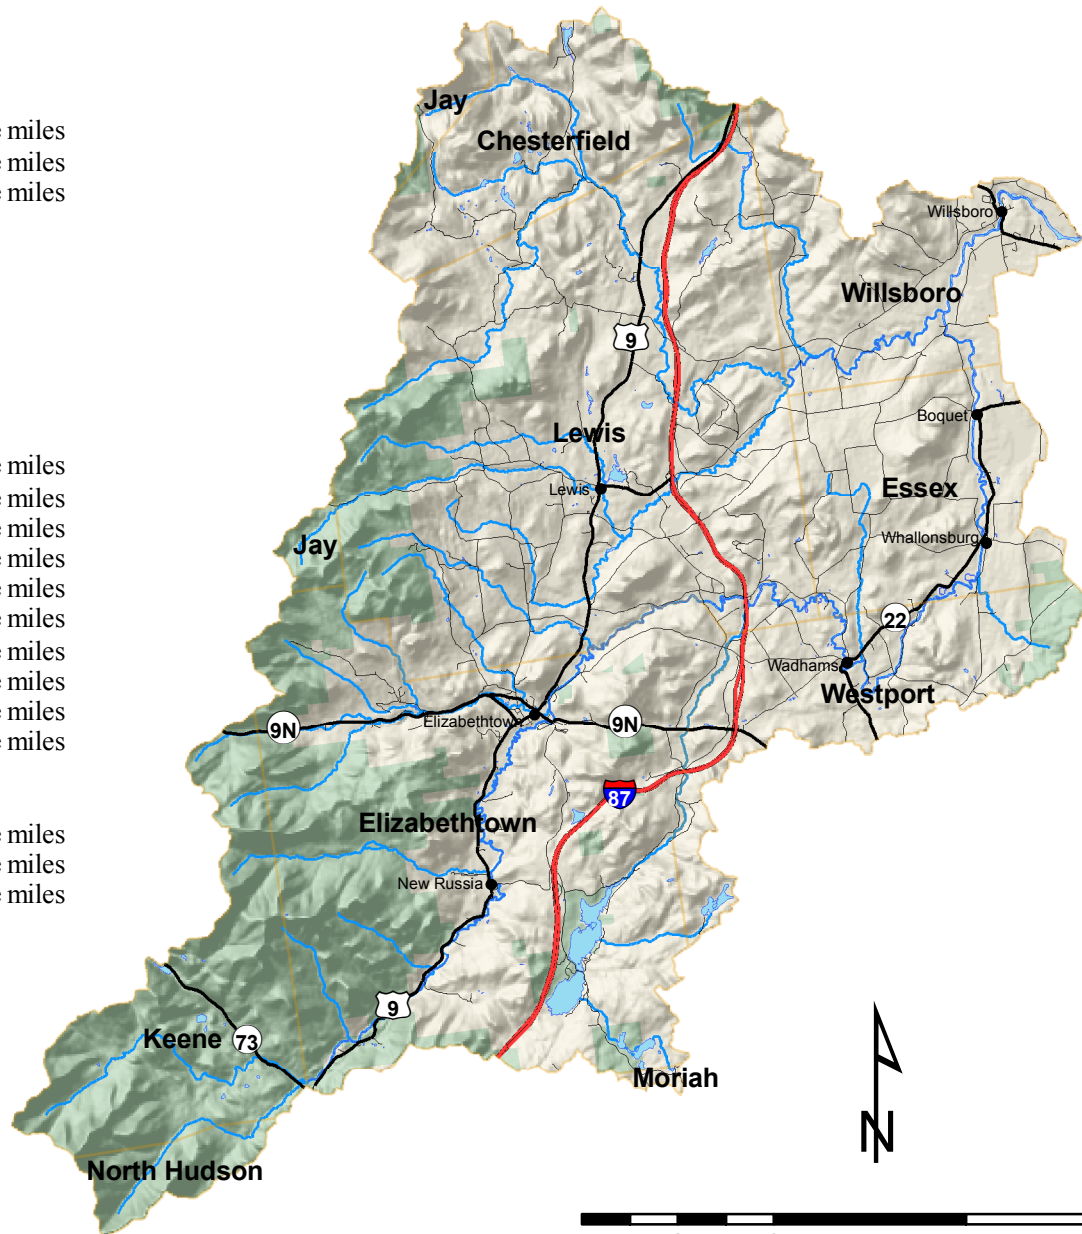 Jay
e miles
Chesterfield
e miles
e miles
Willsboro
Willsboro
9
Boquet
Lewis
e miles
Lewis
Essex
e miles
e miles
Whallonsburg
Jay
e miles
e miles
e miles
22
e miles
Wadhams
e miles
Westport
e miles
Elizabethtown
9N
9N
e miles
87
Elizabethtown
e miles
e miles
New Russia
e miles
9
Keene
73
Moriah
N
North Hudson